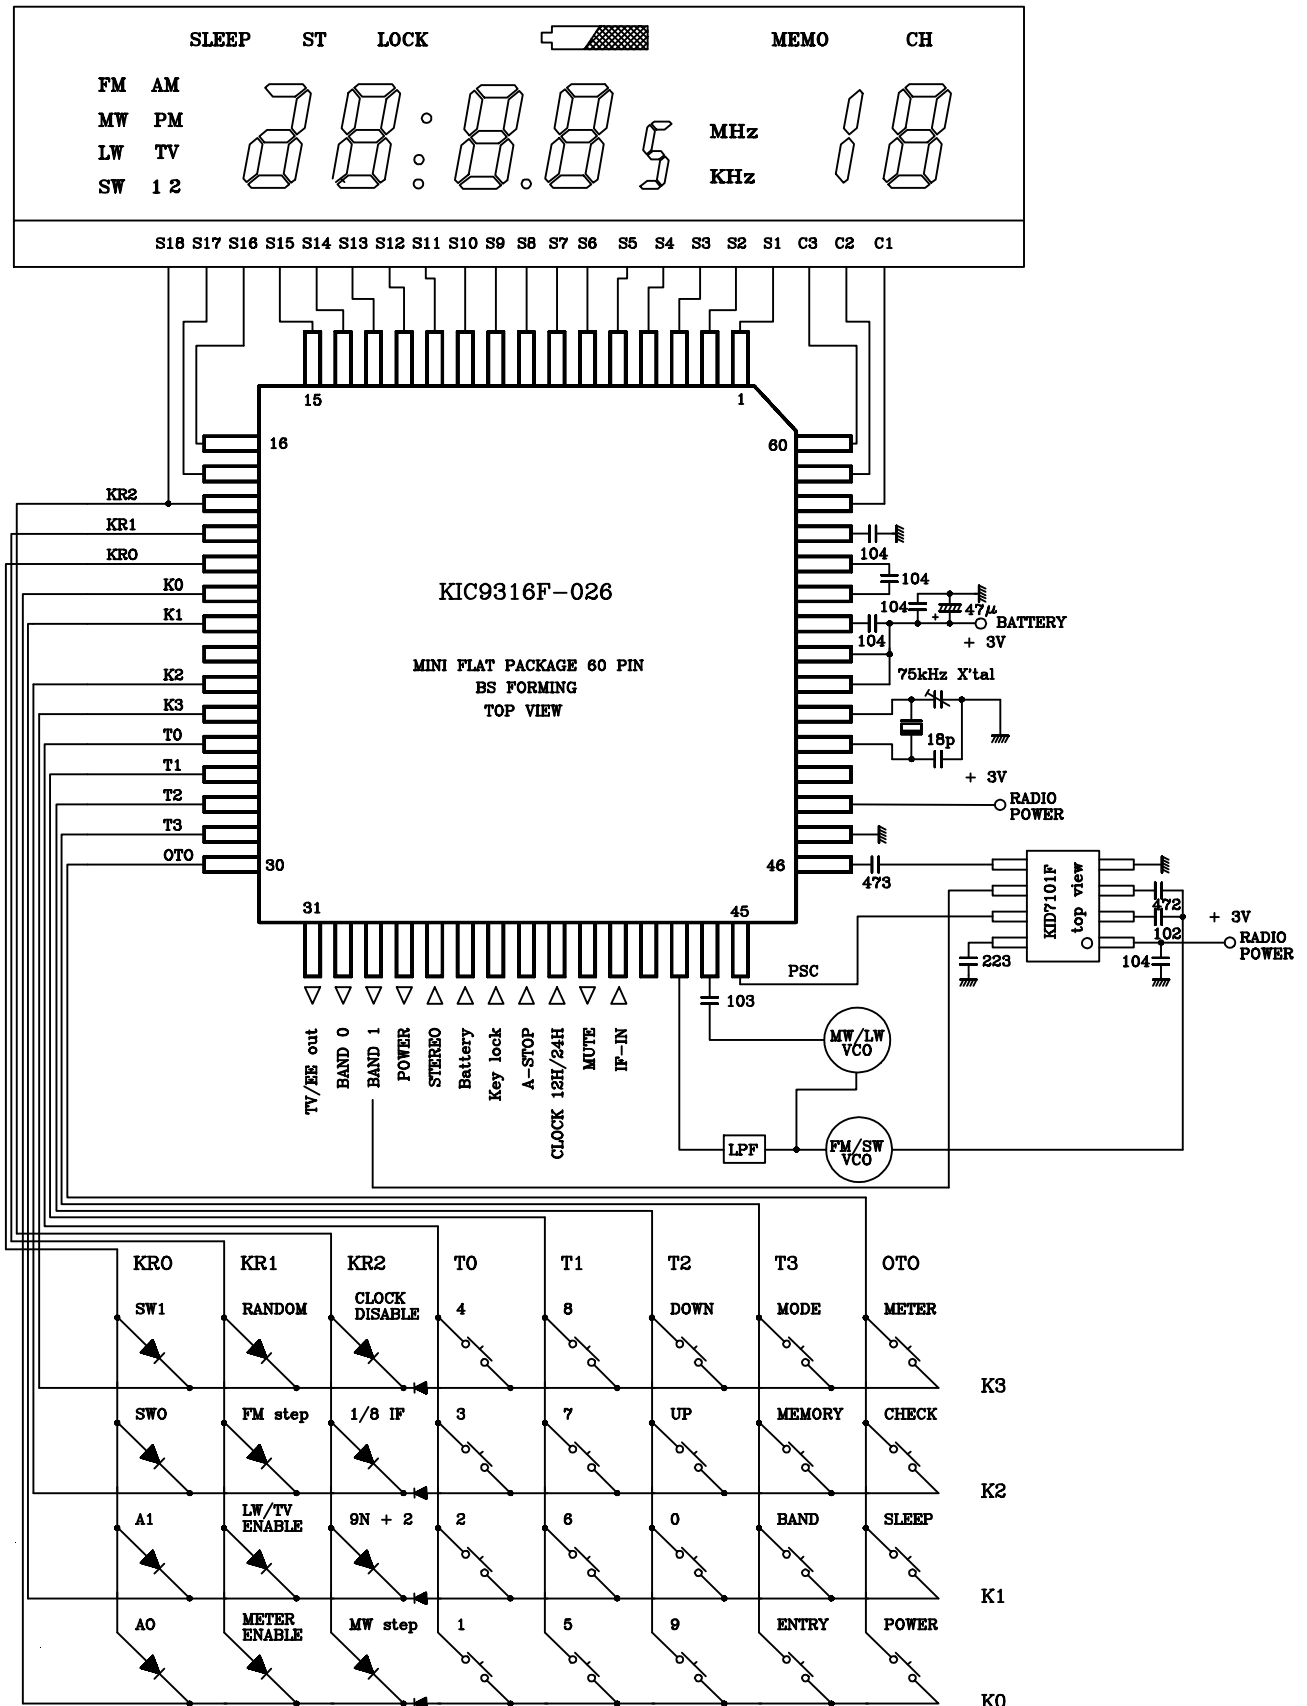 SLEEP ST LOCK MEMO CH
FM AM
MW PM
LW TV
SW 1 2
MHz
KHz
S18 S17 S16 S15 S14 S13 S12 S11 S10 S9 S8 S7 S6 S5 S4 S3 S2 S1 C3 C2 C1
15 1
16 60
KR2
KR1
KR0
K0
K1
K2
K3
T0
T1
T2
T3
OT0
KIC9316F-026
MINI FLAT PACKAGE 60 PIN
BS FORMING
TOP VIEW
104
104
104
47μ
+
104
BATTERY
+ 3V
75kHz X'tal
18p
+ 3V
RADIO
POWER
30 46
31 45
473
KID7101F
top view
472
102
+ 3V
RADIO
POWER
223
104
PSC
103
TV/EE out
BAND 0
BAND 1
POWER
STEREO
Battery
Key lock
A-STOP
CLOCK 12H/24H
MUTE
IF-IN
MW/LW
VCO
LPF
FM/SW
VCO
KR0 KR1 KR2 T0 T1 T2 T3 OT0
SW1 RANDOM CLOCK
DISABLE 4 8 DOWN MODE METER
K3
SW0 FM step 1/8 IF 3 7 UP MEMORY CHECK
K2
A1 LW/TV
ENABLE 9N + 2 2 6 0 BAND SLEEP
K1
A0 METER
ENABLE MW step 1 5 9 ENTRY POWER
K0